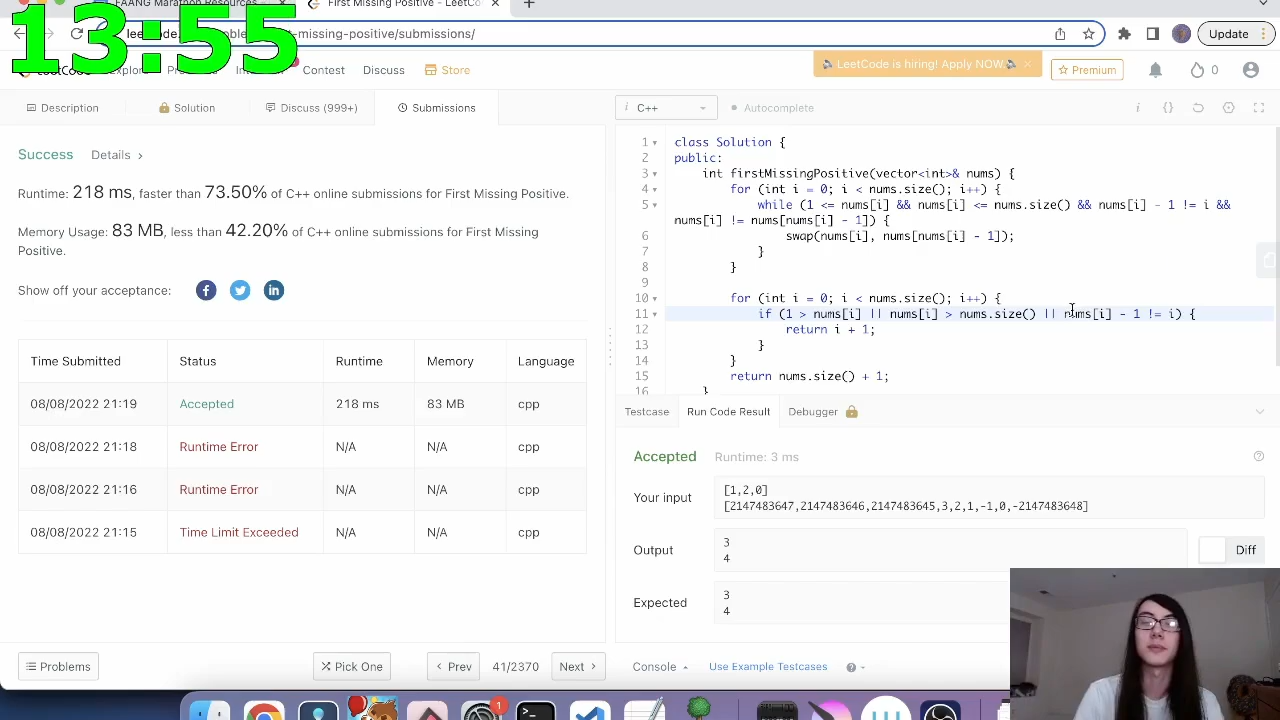 FAANG Marathon Resources -
First Missing Positive - LeetCo
13:55
missing-positive/submissions/
Update
Explore
Contest
Discuss
Store
LeetCode is hiring! Apply NOW.
Premium
0
Description
Solution
Discuss (999+)
Submissions
i C++
Autocomplete
Success
Details
Runtime: 218 ms, faster than 73.50% of C++ online submissions for First Missing Positive.
Memory Usage: 83 MB, less than 42.20% of C++ online submissions for First Missing
Positive.
Show off your acceptance:
Time Submitted Status Runtime Memory Language
08/08/2022 21:19 Accepted 218 ms 83 MB cpp
08/08/2022 21:18 Runtime Error N/A N/A cpp
08/08/2022 21:16 Runtime Error N/A N/A cpp
08/08/2022 21:15 Time Limit Exceeded N/A N/A cpp
Problems
Pick One
Prev
41/2370
Next
1 class Solution {
2 public:
3 int firstMissingPositive(vector<int>& nums) {
4 for (int i = 0; i < nums.size(); i++) {
5 while (1 <= nums[i] && nums[i] <= nums.size() && nums[i] - 1 != i &&
nums[i] != nums[nums[i] - 1]) {
6 swap(nums[i], nums[nums[i] - 1]);
7 }
8 }
9
10 for (int i = 0; i < nums.size(); i++) {
11 if (1 > nums[i] || nums[i] > nums.size() || nums[i] - 1 != i) {
12 return i + 1;
13 }
14 }
15 return nums.size() + 1;
16 }
Testcase
Run Code Result
Debugger
Accepted
Runtime: 3 ms
Your input
[1,2,0]
[2147483647,2147483646,2147483645,3,2,1,-1,0,-2147483648]
Output
3
4
Diff
Expected
3
4
Console
Use Example Testcases
1